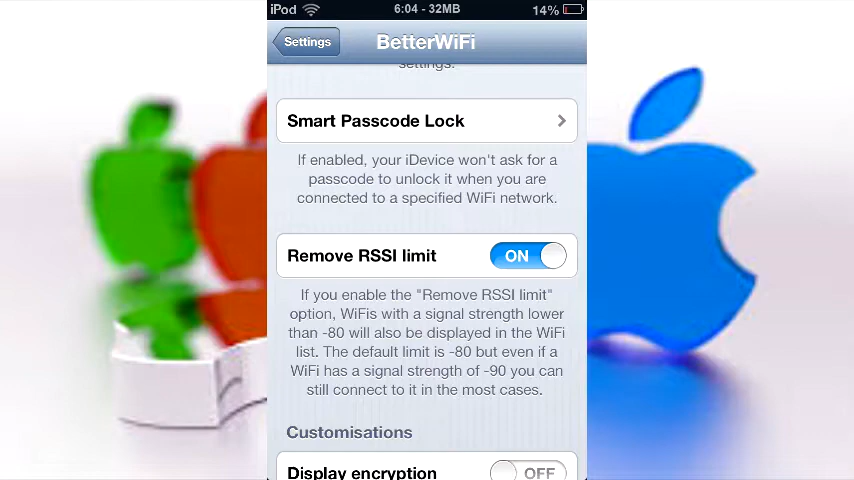 iPod 6:04 - 32MB 14%
Settings BetterWiFi
settings.
Smart Passcode Lock
If enabled, your iDevice won't ask for a
passcode to unlock it when you are
connected to a specified WiFi network.
Remove RSSI limit ON
If you enable the "Remove RSSI limit"
option, WiFis with a signal strength lower
than -80 will also be displayed in the WiFi
list. The default limit is -80 but even if a
WiFi has a signal strength of -90 you can
still connect to it in the most cases.
Customisations
Display encryption OFF